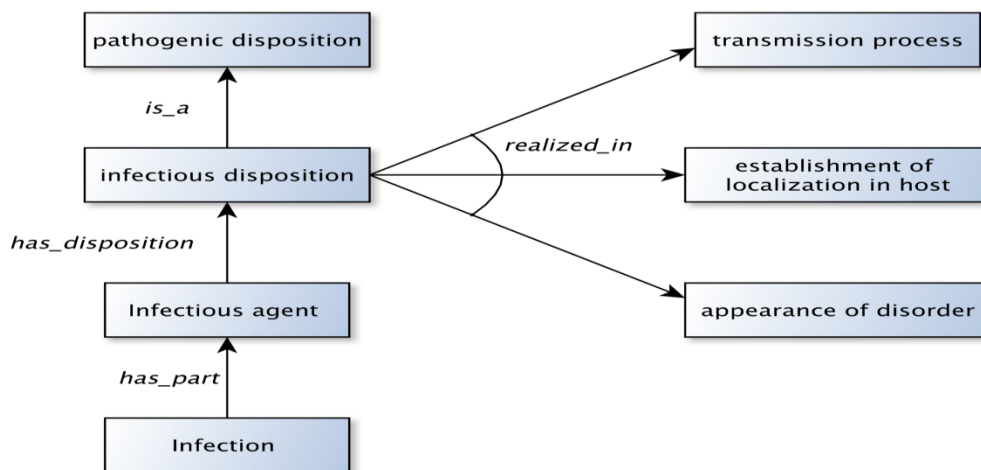 pathogenic disposition
transmission process
is_a
realized_in
infectious disposition
establishment of
localization in host
has_disposition
Infectious agent
appearance of disorder
has_part
Infection